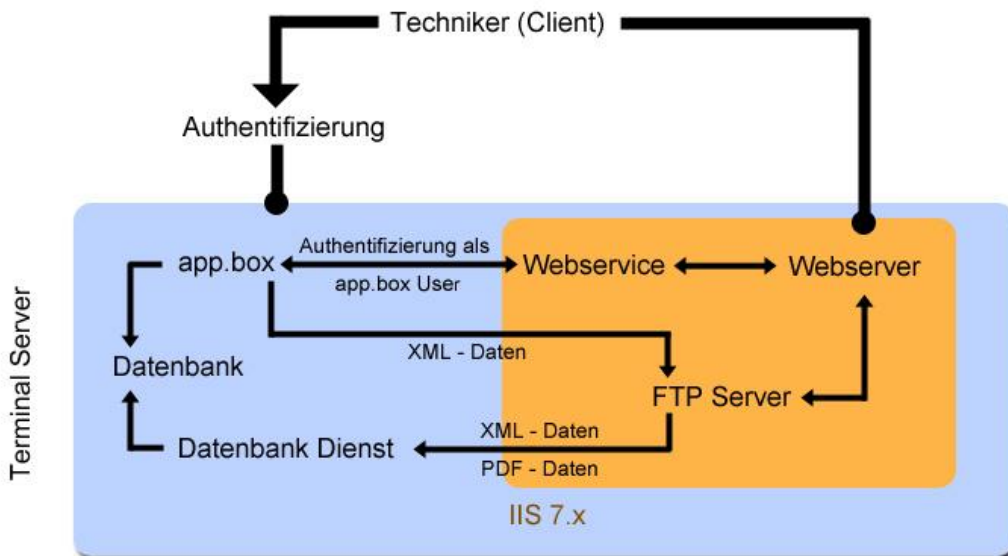 Techniker (Client)
Authentifizierung
Authentifizierung als
app.box
Webservice
Webserver
app.box User
XML - Daten
Datenbank
FTP Server
XML - Daten
Datenbank Dienst
PDF - Daten
IIS 7.x
Terminal Server